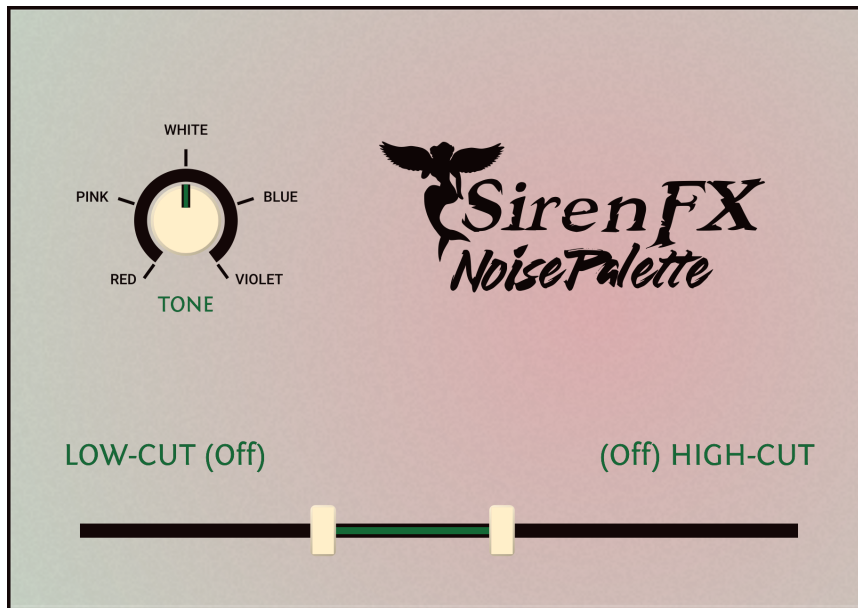 WHITE
PINK
BLUE
RED
VIOLET
TONE
SirenFX
NoisePalette
LOW-CUT (Off)
(Off) HIGH-CUT